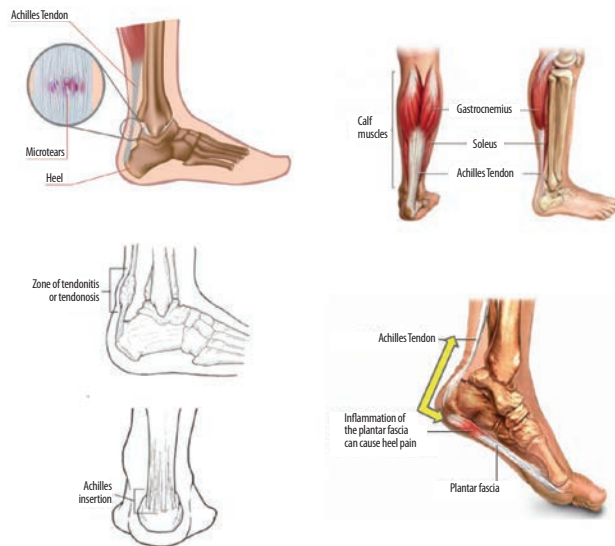 Achilles Tendon
Microtears
Heel
Calf
muscles
Gastrocnemius
Soleus
Achilles Tendon
Zone of tendonitis
or tendonosis
Achilles
insertion
Achilles Tendon
Inflammation of
the plantar fascia
can cause heel pain
Plantar fascia